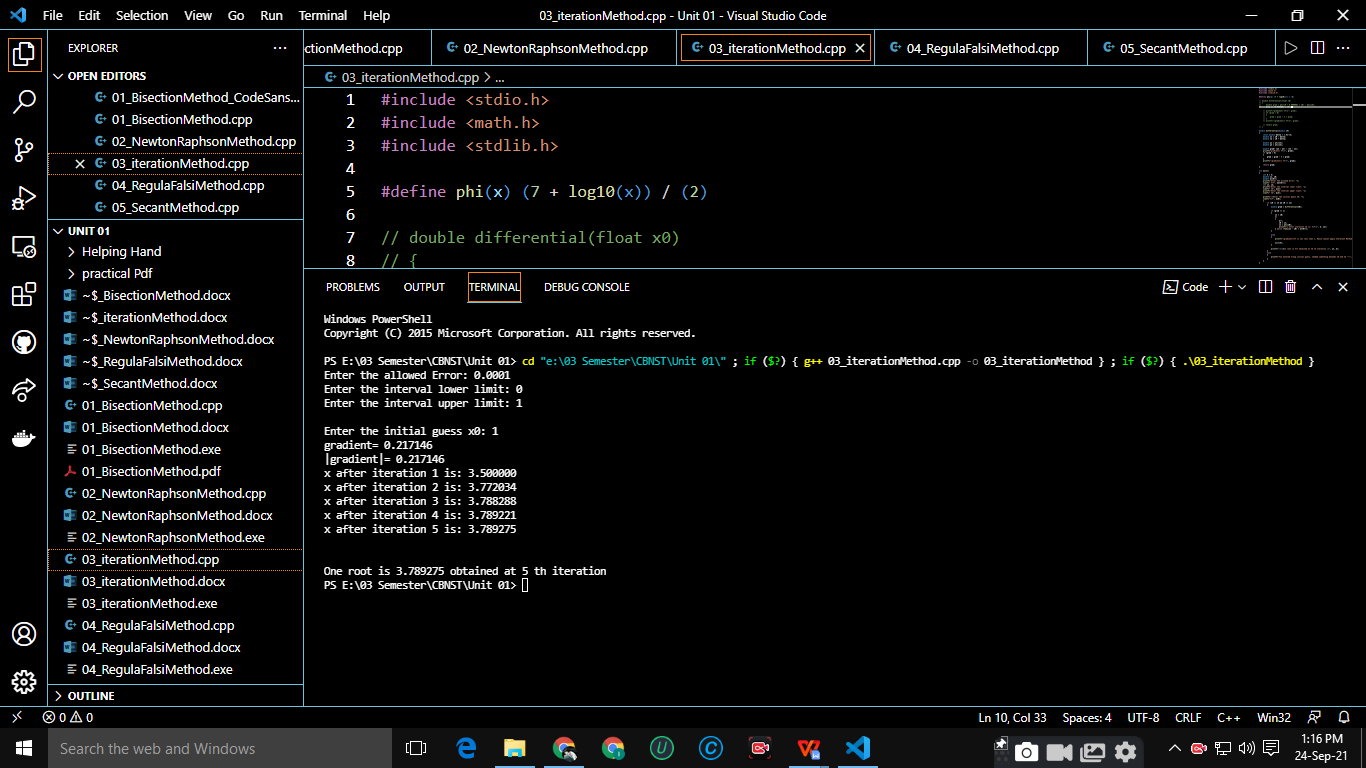 File Edit Selection View Go Run Terminal Help
03_iterationMethod.cpp - Unit 01 - Visual Studio Code
EXPLORER
OPEN EDITORS
01_BisectionMethod_CodeSans...
01_BisectionMethod.cpp
02_NewtonRaphsonMethod.cpp
03_iterationMethod.cpp
04_RegulaFalsiMethod.cpp
05_SecantMethod.cpp
UNIT 01
Helping Hand
practical Pdf
~$_BisectionMethod.docx
~$_iterationMethod.docx
~$_NewtonRaphsonMethod.docx
~$_RegulaFalsiMethod.docx
~$_SecantMethod.docx
01_BisectionMethod.cpp
01_BisectionMethod.docx
01_BisectionMethod.exe
01_BisectionMethod.pdf
02_NewtonRaphsonMethod.cpp
02_NewtonRaphsonMethod.docx
02_NewtonRaphsonMethod.exe
03_iterationMethod.cpp
03_iterationMethod.docx
03_iterationMethod.exe
04_RegulaFalsiMethod.cpp
04_RegulaFalsiMethod.docx
04_RegulaFalsiMethod.exe
OUTLINE
ectionMethod.cpp 02_NewtonRaphsonMethod.cpp 03_iterationMethod.cpp 04_RegulaFalsiMethod.cpp 05_SecantMethod.cpp
03_iterationMethod.cpp > ...
1 #include <stdio.h>
2 #include <math.h>
3 #include <stdlib.h>
4
5 #define phi(x) (7 + log10(x)) / (2)
6
7 // double differential(float x0)
8 // {
PROBLEMS OUTPUT TERMINAL DEBUG CONSOLE
Code
Windows PowerShell
Copyright (C) 2015 Microsoft Corporation. All rights reserved.
PS E:\03 Semester\CBNST\Unit 01> cd "e:\03 Semester\CBNST\Unit 01\" ; if ($?) { g++ 03_iterationMethod.cpp -o 03_iterationMethod } ; if ($?) { .\03_iterationMethod }
Enter the allowed Error: 0.0001
Enter the interval lower limit: 0
Enter the interval upper limit: 1
Enter the initial guess x0: 1
gradient= 0.217146
|gradient|= 0.217146
x after iteration 1 is: 3.500000
x after iteration 2 is: 3.772034
x after iteration 3 is: 3.788288
x after iteration 4 is: 3.789221
x after iteration 5 is: 3.789275
One root is 3.789275 obtained at 5 th iteration
PS E:\03 Semester\CBNST\Unit 01>
0 0
Ln 10, Col 33 Spaces: 4 UTF-8 CRLF C++ Win32
Search the web and Windows
1:16 PM
24-Sep-21